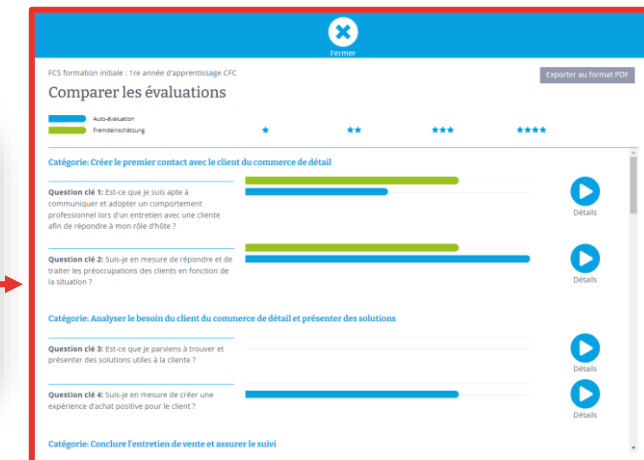 Fermer
FCS formation initiale : 1re année d'apprentissage CFC
Exporter au format PDF
Comparer les évaluations
Auto-évaluation
Fremdeinschätzung
★ ★★ ★★★ ★★★★
Catégorie: Créer le premier contact avec le client du commerce de détail
Question clé 1: Est-ce que je suis apte à
communiquer et adopter un comportement
professionnel lors d'un entretien avec une cliente
afin de répondre à mon rôle d'hôte ?
Détails
Question clé 2: Suis-je en mesure de répondre et de
traiter les préoccupations des clients en fonction de
la situation ?
Détails
Catégorie: Analyser le besoin du client du commerce de détail et présenter des solutions
Question clé 3: Est-ce que je parviens à trouver et
présenter des solutions utiles à la cliente ?
Détails
Question clé 4: Suis-je en mesure de créer une
expérience d'achat positive pour le client ?
Détails
Catégorie: Conclure l'entretien de vente et assurer le suivi